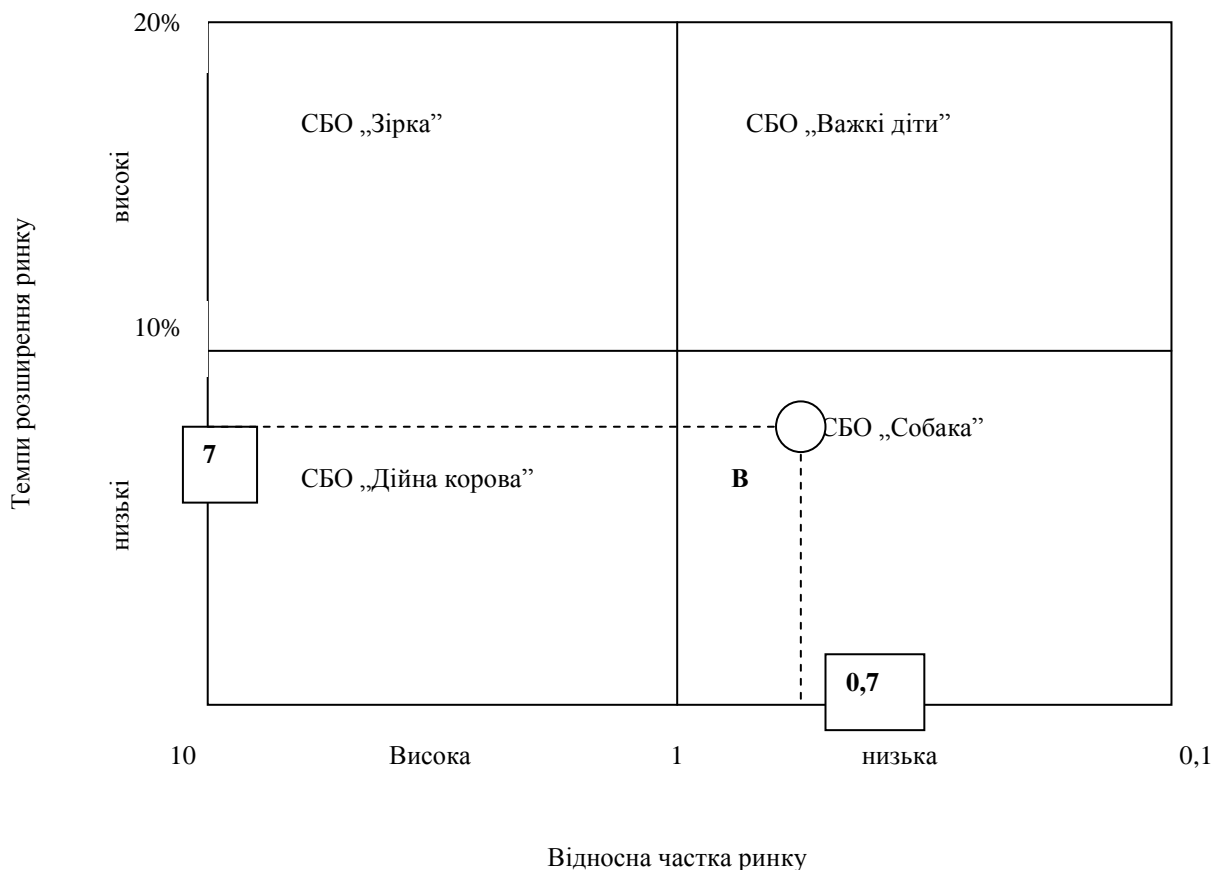 20%
СБО „Зірка”
СБО „Важкі діти”
високі
Темпи розширення ринку
10%
7
СБО „Собака”
СБО „Дійна корова”
В
низькі
0,7
10
Висока
1
низька
0,1
Відносна частка ринку